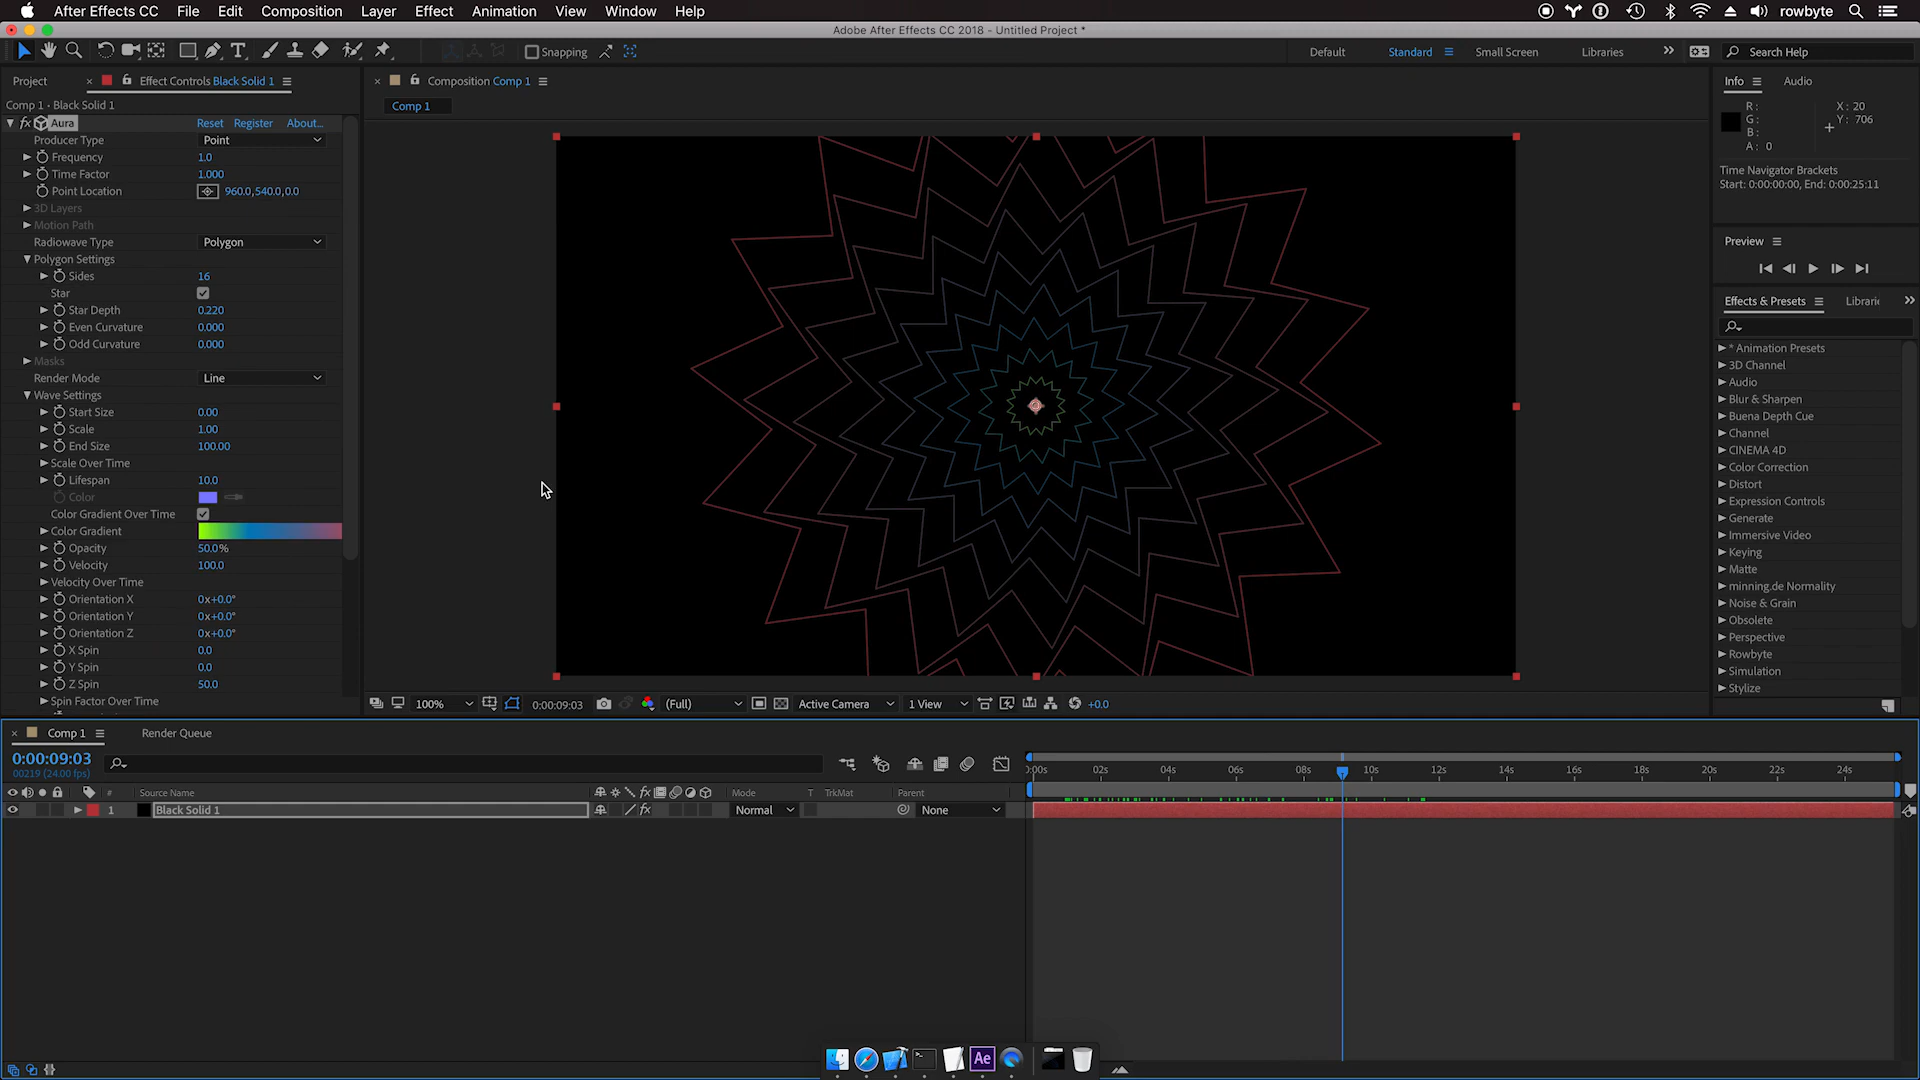 After Effects CC File Edit Composition Layer Effect Animation View Window Help rowbyte
Adobe After Effects CC 2018 - Untitled Project *
Snapping Default Standard Small Screen Libraries Search Help
Project Effect Controls Black Solid 1 Composition Comp 1 Info Audio
Comp 1 • Black Solid 1 Comp 1
R: X: 20
G: Y: 706
B:
A: 0
fx Aura Reset Register About...
Producer Type Point
Frequency 1.0
Time Factor 1.000
Point Location 960.0,540.0,0.0
3D Layers
Motion Path
Radiowave Type Polygon
Polygon Settings
Sides 16
Star
Star Depth 0.220
Even Curvature 0.000
Odd Curvature 0.000
Masks
Render Mode Line
Wave Settings
Start Size 0.00
Scale 1.00
End Size 100.00
Scale Over Time
Lifespan 10.0
Color
Color Gradient Over Time
Color Gradient
Opacity 50.0%
Velocity 100.0
Velocity Over Time
Orientation X 0x+0.0°
Orientation Y 0x+0.0°
Orientation Z 0x+0.0°
X Spin 0.0
Y Spin 0.0
Z Spin 50.0
Spin Factor Over Time
Time Navigator Brackets
Start: 0:00:00:00, End: 0:00:25:11
Preview
Effects & Presets Librari
* Animation Presets
3D Channel
Audio
Blur & Sharpen
Buena Depth Cue
Channel
CINEMA 4D
Color Correction
Distort
Expression Controls
Generate
Immersive Video
Keying
Matte
minning.de Normality
Noise & Grain
Obsolete
Perspective
Rowbyte
Simulation
Stylize
100% 0:00:09:03 (Full) Active Camera 1 View +0.0
Comp 1 Render Queue
0:00:09:03
00219 (24.00 fps)
:00s 02s 04s 06s 08s 10s 12s 14s 16s 18s 20s 22s 24s
# Source Name fx Mode T TrkMat Parent
1 Black Solid 1 fx Normal None
Ae